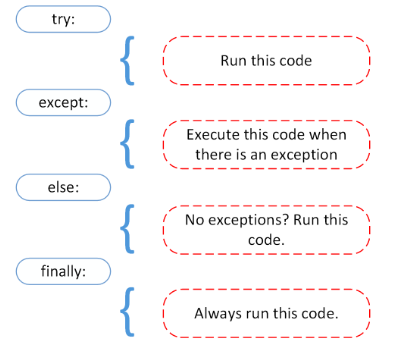 try:
Run this code
except:
Execute this code when
there is an exception
else:
No exceptions? Run this
code.
finally:
Always run this code.